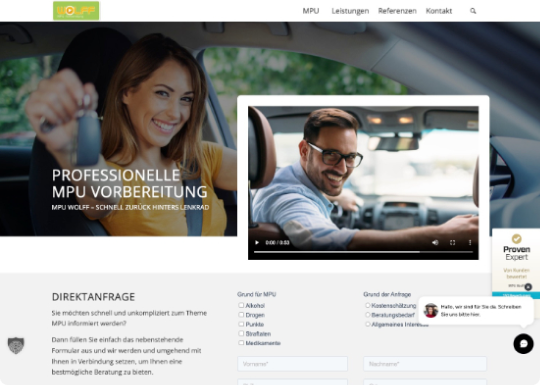 WOLFF
MPU Leistungen Referenzen Kontakt
PROFESSIONELLE
MPU VORBEREITUNG
MPU WOLFF – SCHNELL ZURÜCK HINTERS LENKRAD
0:00 / 0:53
Proven
Expert
Von Kunden
bewertet
DIREKTANFRAGE
Sie möchten schnell und unkompliziert zum Thema
MPU informiert werden?
Dann füllen Sie einfach das nebenstehende
Formular aus und wir werden und umgehend mit
Ihnen in Verbindung setzen, um Ihnen eine
bestmögliche Beratung zu bieten.
Grund für MPU
Alkohol
Drogen
Punkte
Straftaten
Medikamente
Vorname*
Grund der Anfrage
Kostenschätzung
Beratungsbedarf
Allgemeines
Nachname*
Hallo, wir sind für Sie da. Schreiben
Sie uns bitte hier.